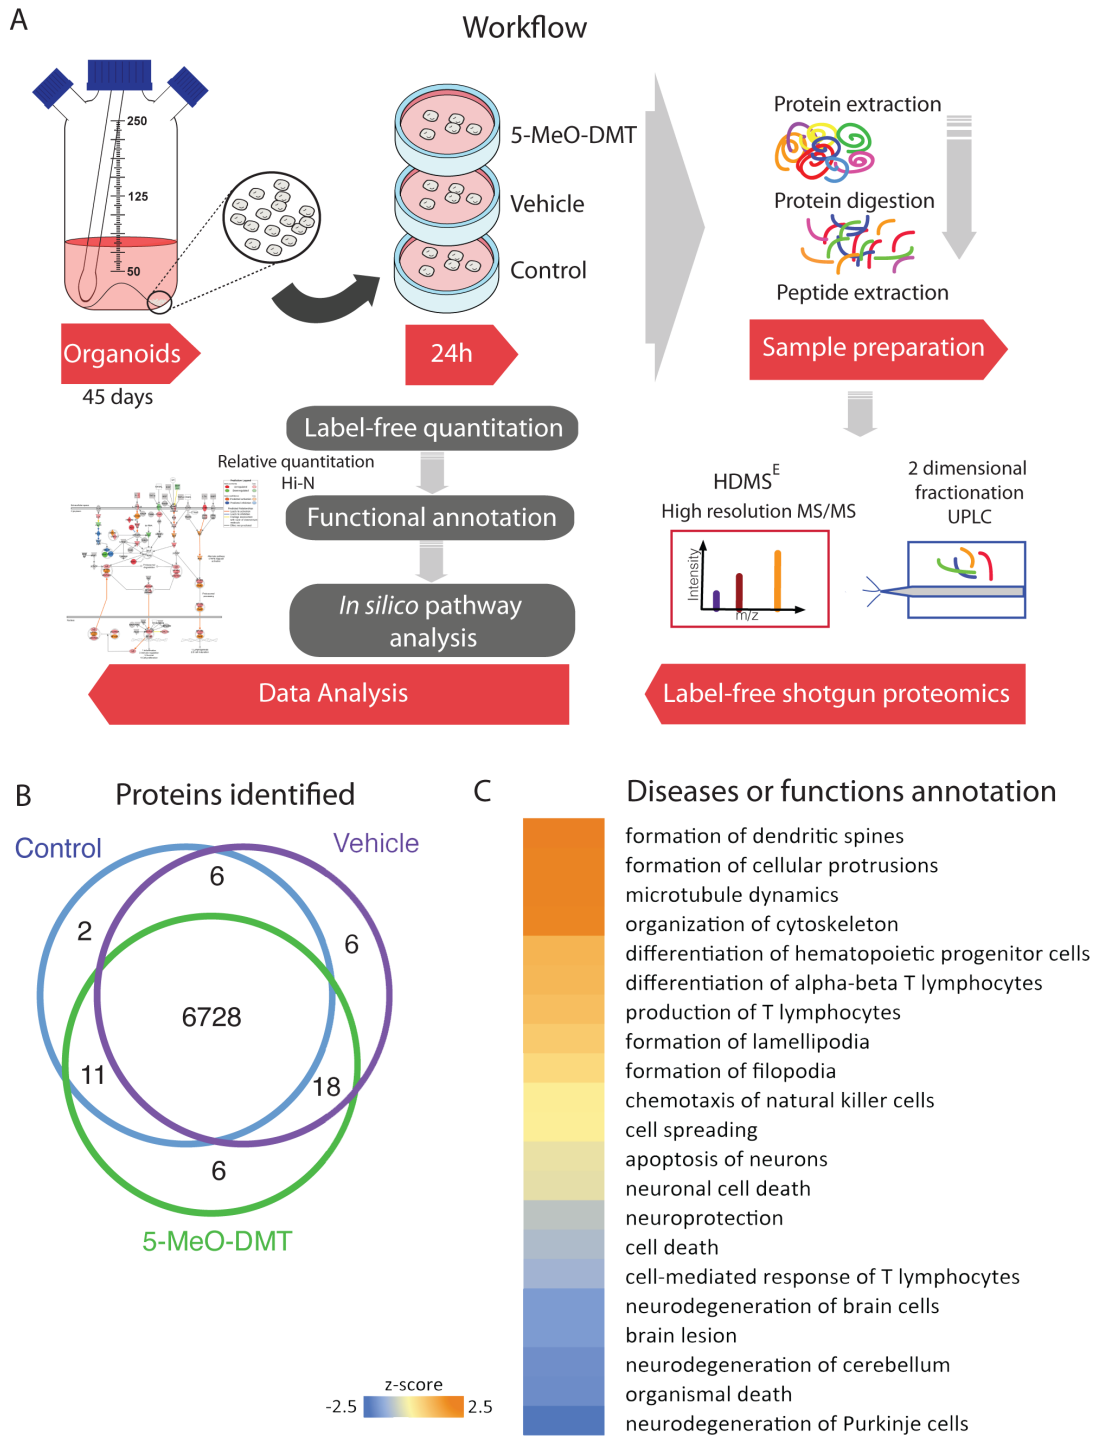 A
Workflow
250
125
50
5-MeO-DMT
Vehicle
Control
Protein extraction
Protein digestion
Peptide extraction
Organoids
45 days
24h
Sample preparation
Label-free quantitation
Relative quantitation
Hi-N
Functional annotation
In silico pathway
analysis
HDMSE
High resolution MS/MS
Intensity
m/z
2 dimensional
fractionation
UPLC
Data Analysis
Label-free shotgun proteomics
B
Proteins identified
Control
Vehicle
6
2
6
6728
11
18
6
5-MeO-DMT
C
Diseases or functions annotation
formation of dendritic spines
formation of cellular protrusions
microtubule dynamics
organization of cytoskeleton
differentiation of hematopoietic progenitor cells
differentiation of alpha-beta T lymphocytes
production of T lymphocytes
formation of lamellipodia
formation of filopodia
chemotaxis of natural killer cells
cell spreading
apoptosis of neurons
neuronal cell death
neuroprotection
cell death
cell-mediated response of T lymphocytes
neurodegeneration of brain cells
brain lesion
neurodegeneration of cerebellum
organismal death
neurodegeneration of Purkinje cells
z-score
-2.5
2.5